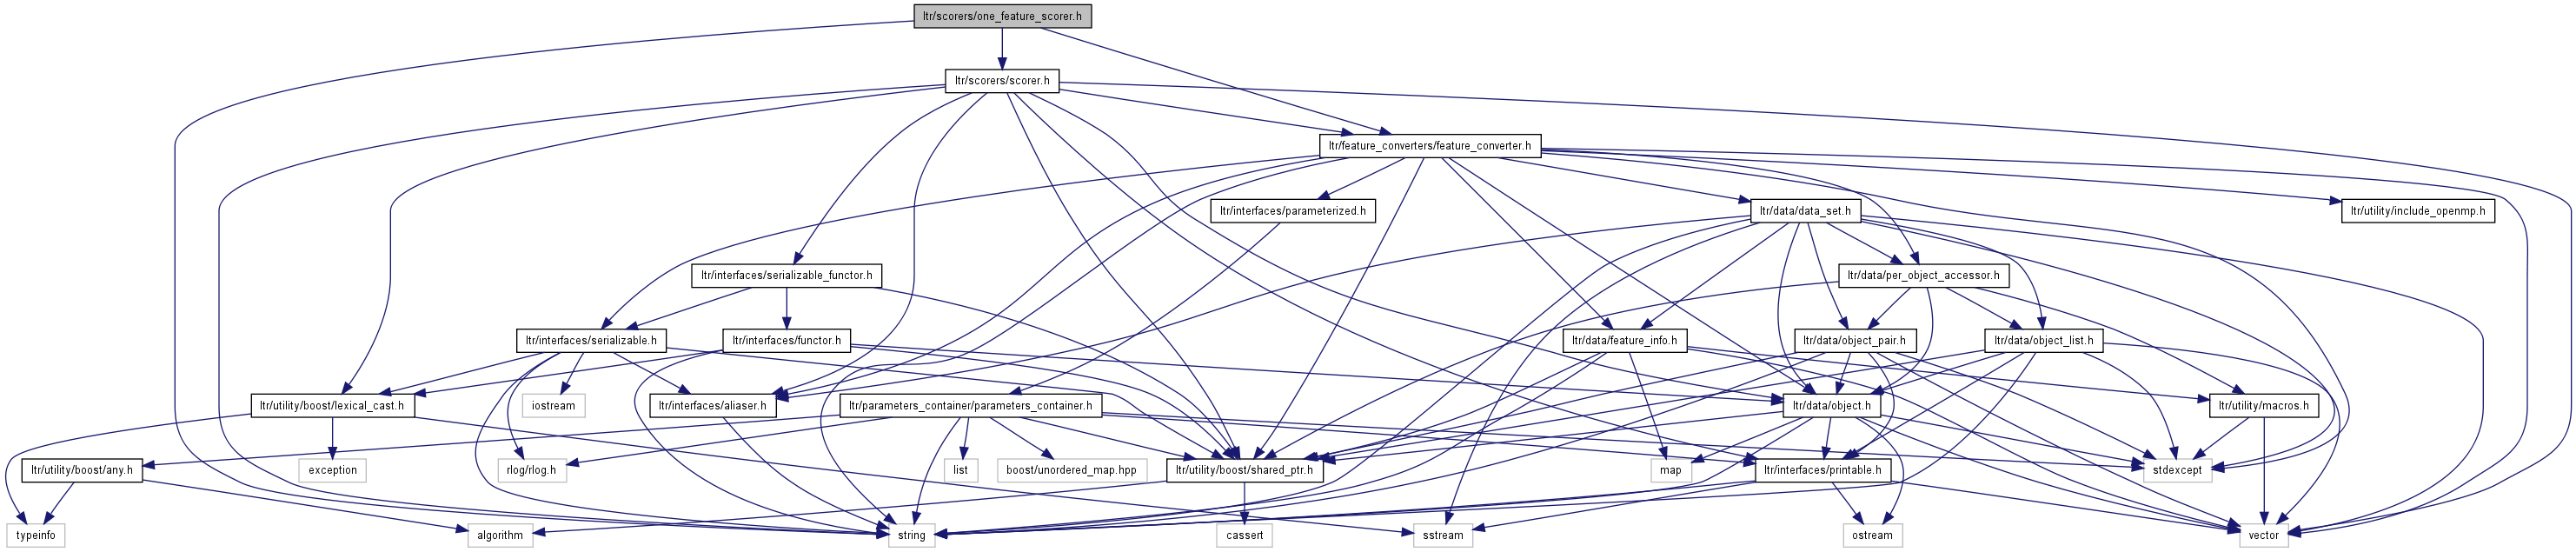 ltr/scorers/one_feature_scorer.h
ltr/scorers/scorer.h
ltr/feature_converters/feature_converter.h
ltr/interfaces/parameterized.h
ltr/data/data_set.h
ltr/utility/include_openmp.h
ltr/interfaces/serializable_functor.h
ltr/data/per_object_accessor.h
ltr/interfaces/serializable.h
ltr/interfaces/functor.h
ltr/data/feature_info.h
ltr/data/object_pair.h
ltr/data/object_list.h
ltr/utility/boost/lexical_cast.h
iostream
ltr/interfaces/aliaser.h
ltr/parameters_container/parameters_container.h
ltr/data/object.h
ltr/utility/macros.h
ltr/utility/boost/any.h
exception
rlog/rlog.h
list
boost/unordered_map.hpp
ltr/utility/boost/shared_ptr.h
map
ltr/interfaces/printable.h
stdexcept
typeinfo
algorithm
string
cassert
sstream
ostream
vector